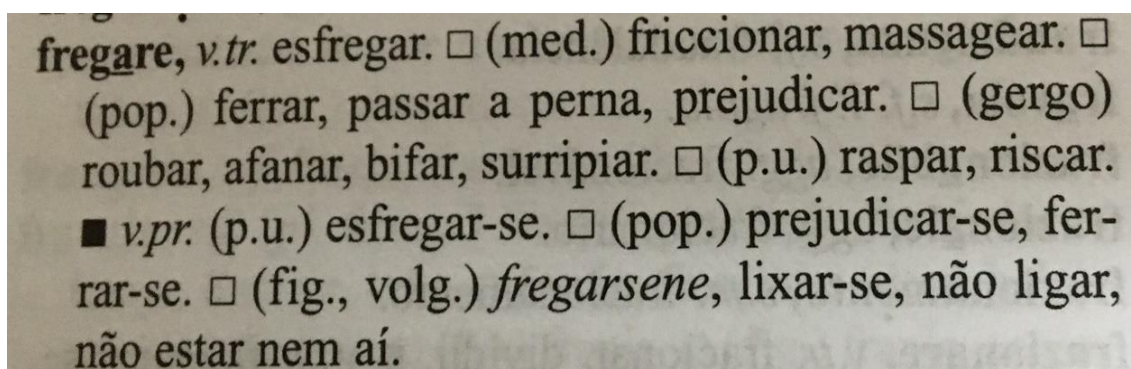 fregare, v.tr. esfregar. □ (med.) friccionar, massagear. □
(pop.) ferrar, passar a perna, prejudicar. □ (gergo)
roubar, afanar, bifar, surripiar. □ (p.u.) raspar, riscar.
■ v.pr. (p.u.) esfregar-se. □ (pop.) prejudicar-se, fer-
rar-se. □ (fig., volg.) fregarsene, lixar-se, não ligar,
não estar nem aí.